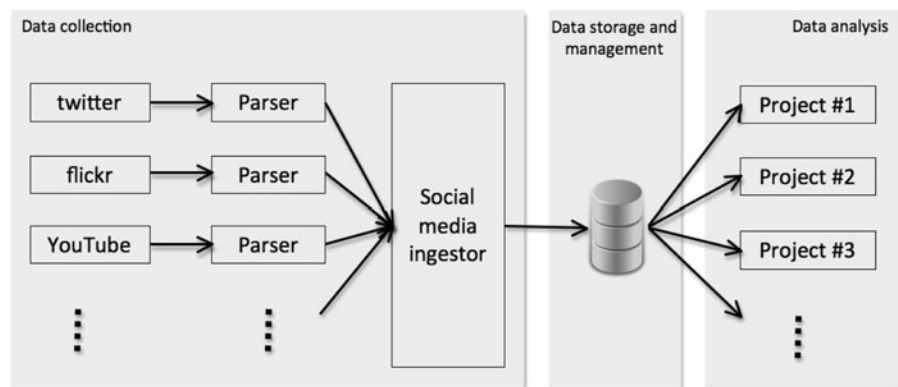 Data collection
Data storage and
management
Data analysis
twitter
Parser
Project #1
flickr
Parser
Social
media
ingestor
Project #2
YouTube
Parser
Project #3